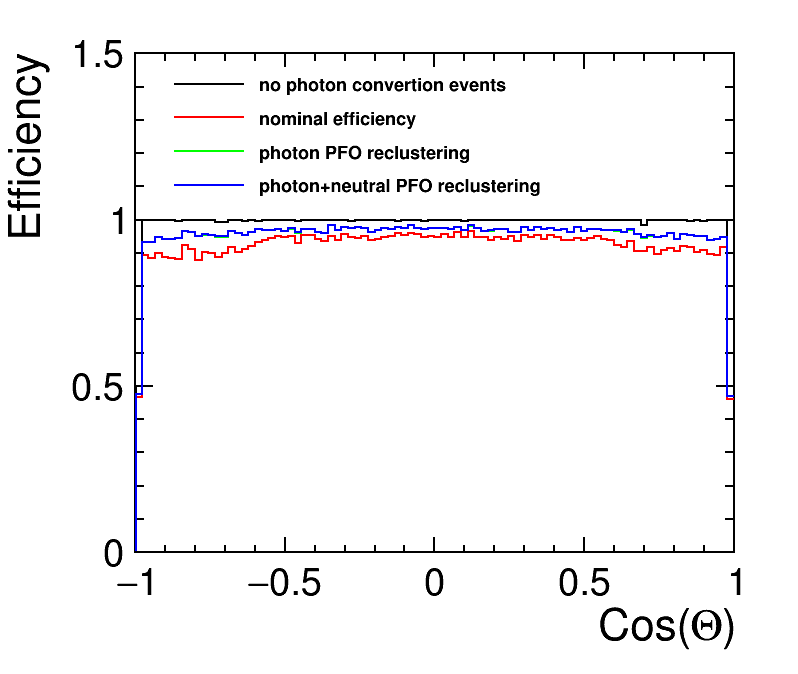 Efficiency
1.5
1
0.5
0
no photon convertion events
nominal efficiency
photon PFO reclustering
photon+neutral PFO reclustering
−1
−0.5
0
0.5
1
Cos(Θ)